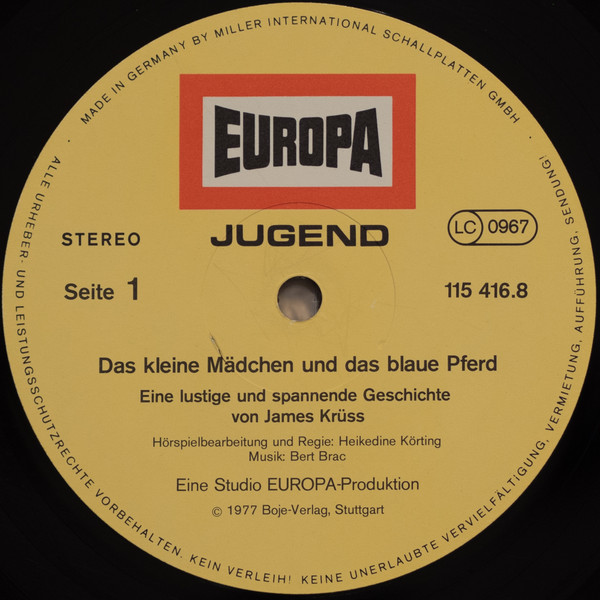 · MADE IN GERMANY BY MILLER INTERNATIONAL SCHALLPLATTEN GMBH ·
EUROPA
JUGEND
STEREO
LC 0967
Seite 1
115 416.8
Das kleine Mädchen und das blaue Pferd
Eine lustige und spannende Geschichte
von James Krüss
Hörspielbearbeitung und Regie: Heikedine Körting
Musik: Bert Brac
Eine Studio EUROPA-Produktion
© 1977 Boje-Verlag, Stuttgart
ALLE URHEBER- UND LEISTUNGSSCHUTZRECHTE VORBEHALTEN, KEIN VERLEIH! KEINE UNERLAUBTE VERVIELFÄLTIGUNG, VERMIETUNG, AUFFÜHRUNG, SENDUNG!